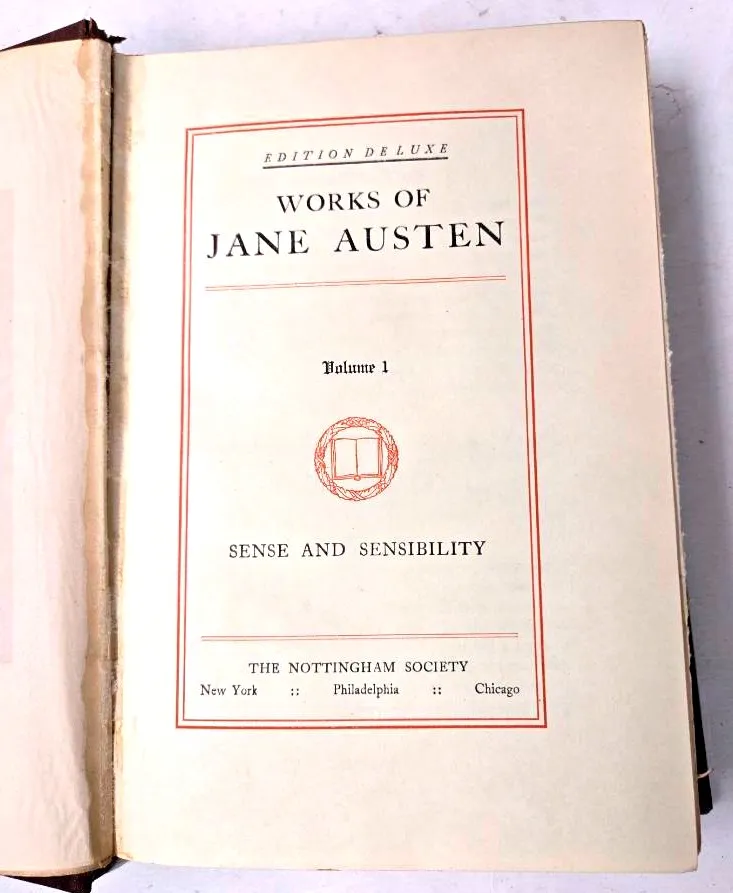 EDITION DE LUXE
WORKS OF
JANE AUSTEN
Volume 1
SENSE AND SENSIBILITY
THE NOTTINGHAM SOCIETY
New York :: Philadelphia :: Chicago